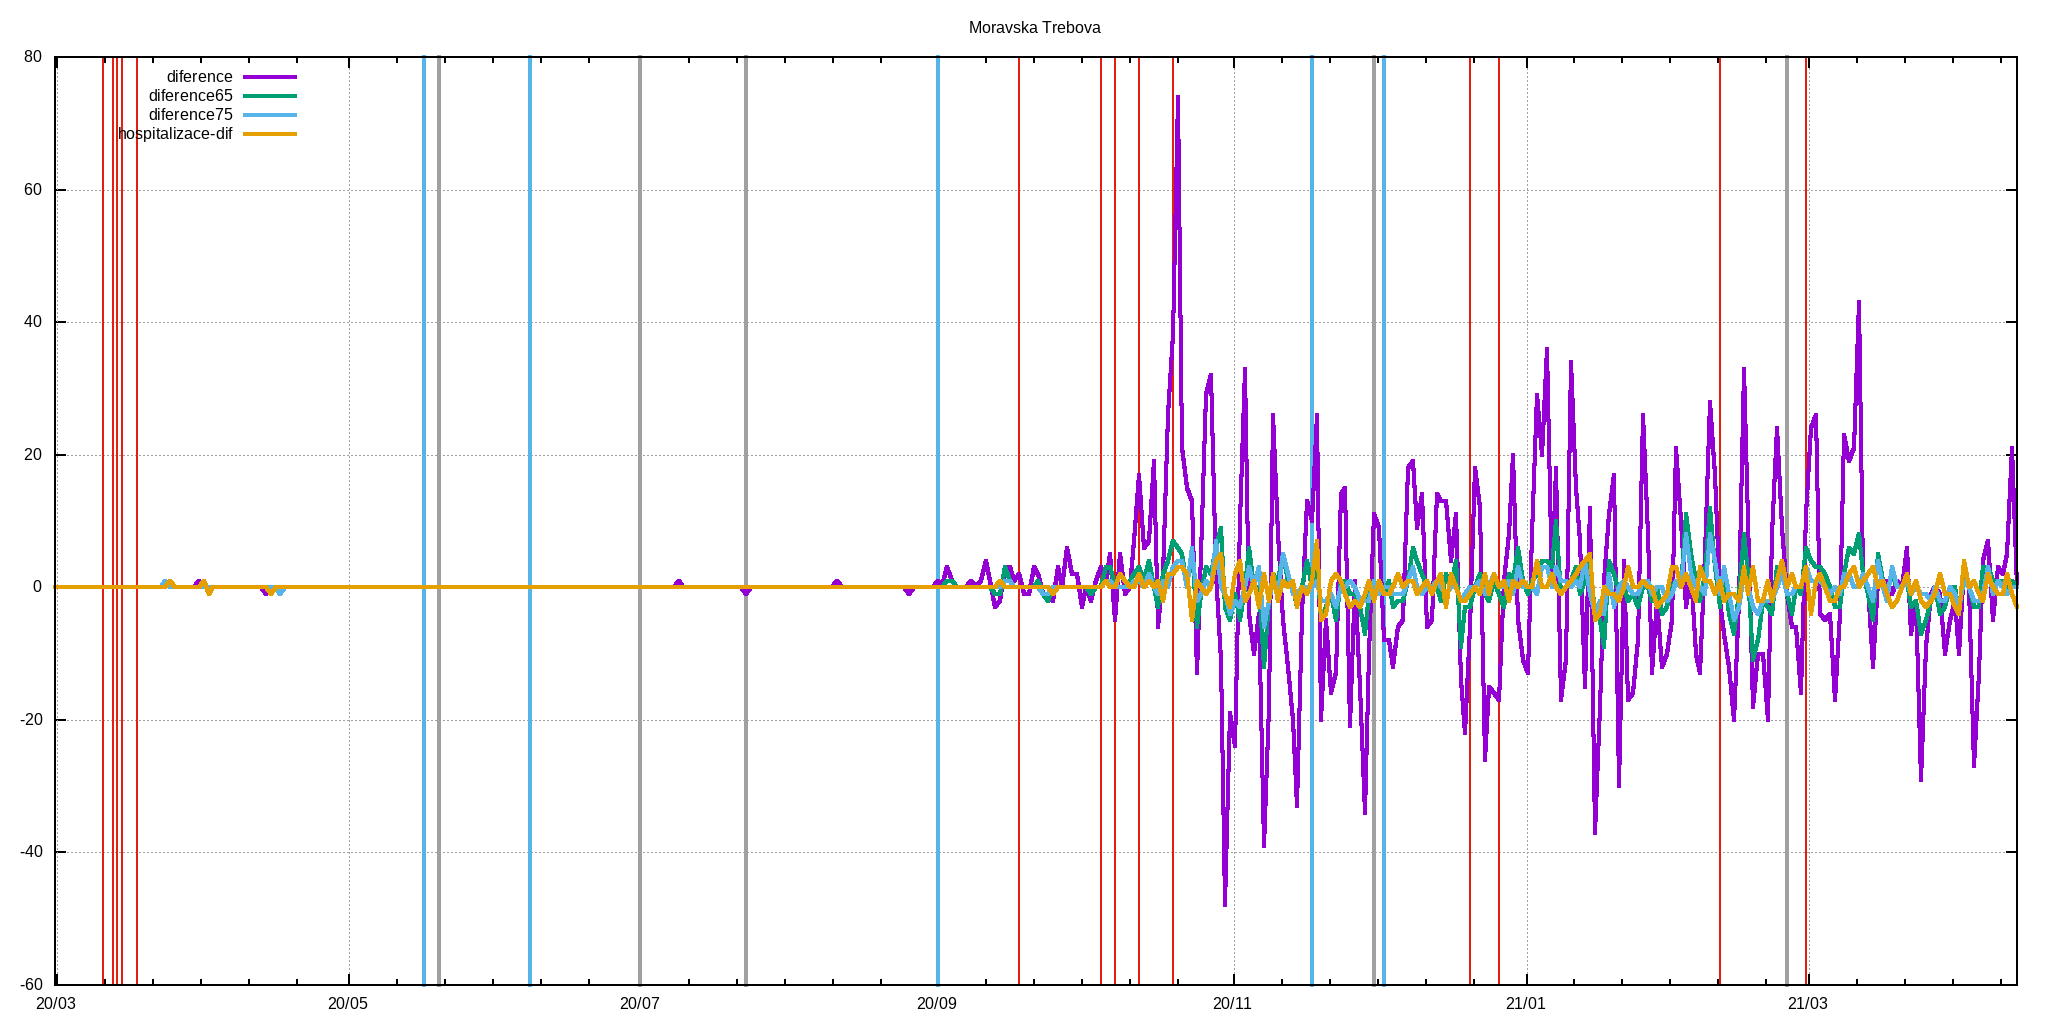 Moravska Trebova
80
60
40
20
0
-20
-40
-60
diference
diference65
diference75
hospitalizace-dif
20/03 20/05 20/07 20/09 20/11 21/01 21/03